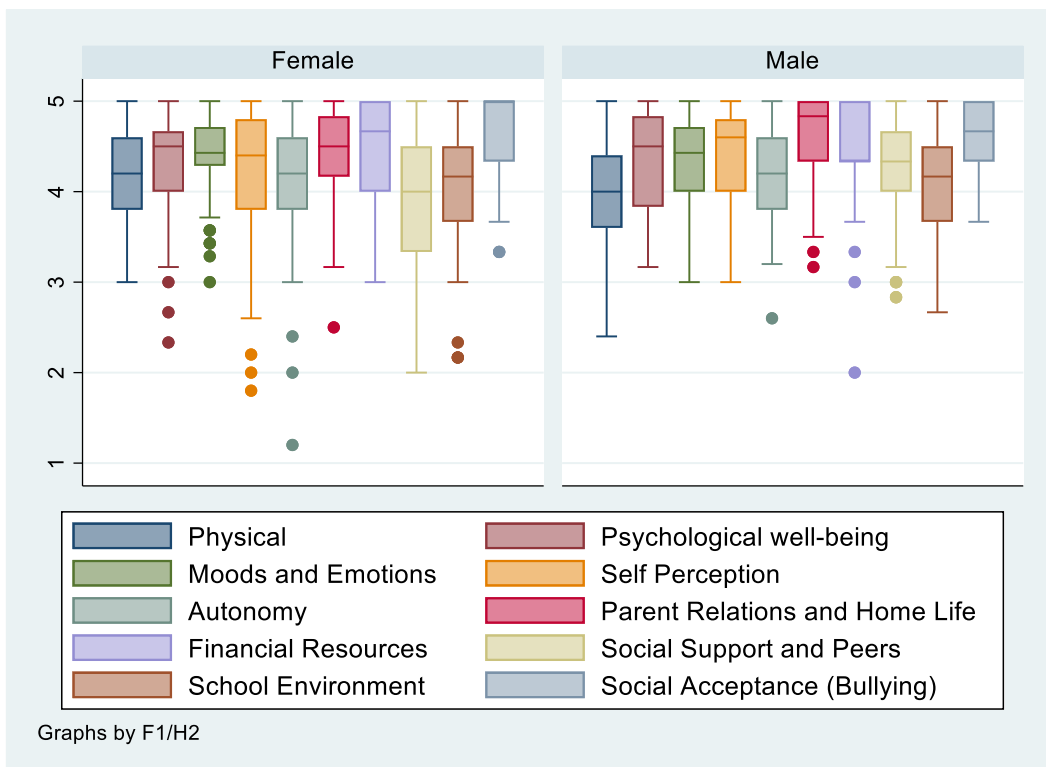 Female Male
5
4
3
2
1
Physical Psychological well-being
Moods and Emotions Self Perception
Autonomy Parent Relations and Home Life
Financial Resources Social Support and Peers
School Environment Social Acceptance (Bullying)
Graphs by F1/H2